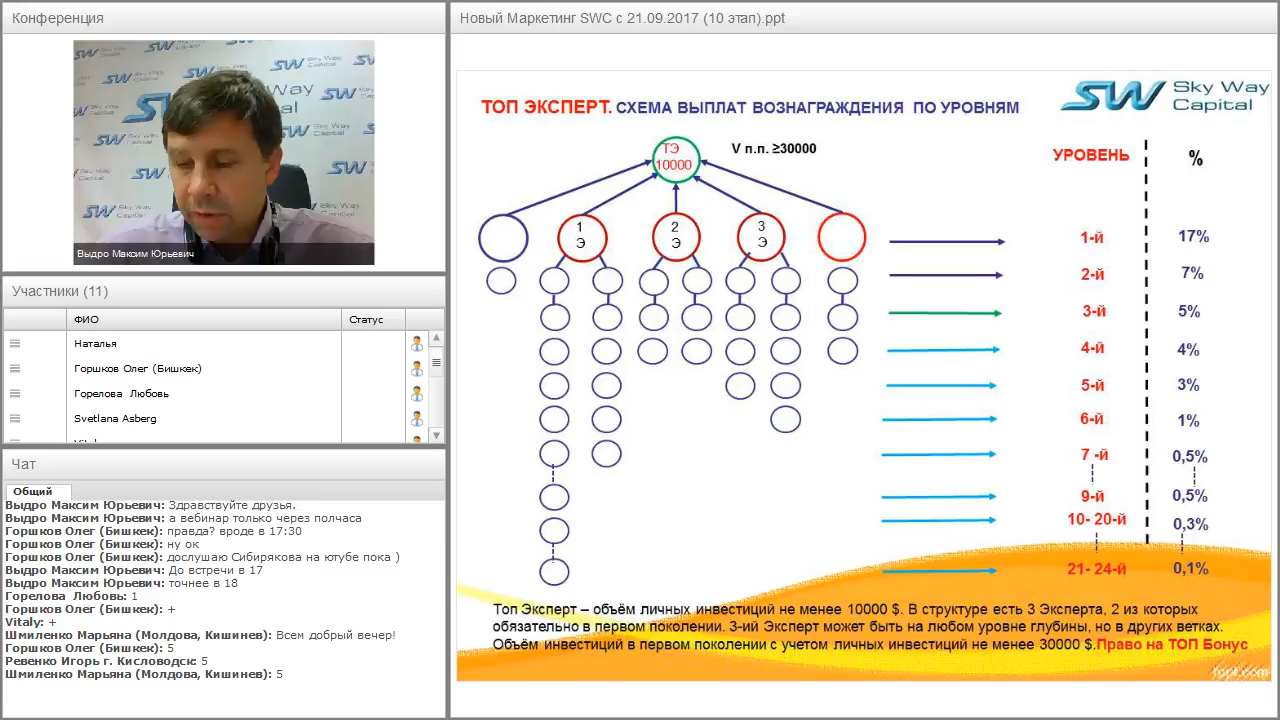 Конференция
SW
Sky Way
Capital
Выдро Максим Юрьевич
Участники (11)
ФИО
Статус
Наталья
Горшков Олег (Бишкек)
Горелова Любовь
Svetlana Asberg
Чат
Общий
Выдро Максим Юрьевич: Здравствуйте друзья.
Выдро Максим Юрьевич: а вебинар только через полчаса
Горшков Олег (Бишкек): правда? вроде в 17:30
Горшков Олег (Бишкек): ну ок
Горшков Олег (Бишкек): дослушаю Сибирякова на ютубе пока )
Выдро Максим Юрьевич: До встречи в 17
Выдро Максим Юрьевич: точнее в 18
Горелова Любовь: 1
Горшков Олег (Бишкек): +
Vitaly: +
Шмиленко Марьяна (Молдова, Кишинев): Всем добрый вечер!
Горшков Олег (Бишкек): 5
Ревенко Игорь г. Кисловодск: 5
Шмиленко Марьяна (Молдова, Кишинев): 5
Новый Маркетинг SWC с 21.09.2017 (10 этап).ppt
SW Sky Way
Capital
ТОП ЭКСПЕРТ. СХЕМА ВЫПЛАТ ВОЗНАГРАЖДЕНИЯ ПО УРОВНЯМ
ТЭ
10000
V п.п. ≥30000
УРОВЕНЬ %
1
Э
2
Э
3
Э
1-й 17%
2-й 7%
3-й 5%
4-й 4%
5-й 3%
6-й 1%
7 -й 0,5%
9-й 0,5%
10- 20-й 0,3%
21- 24-й 0,1%
Топ Эксперт – объём личных инвестиций не менее 10000 $. В структуре есть 3 Эксперта, 2 из которых
обязательно в первом поколении. 3-ий Эксперт может быть на любом уровне глубины, но в других ветках.
Объём инвестиций в первом поколении с учетом личных инвестиций не менее 30000 $.Право на ТОП Бонус
fppt.com